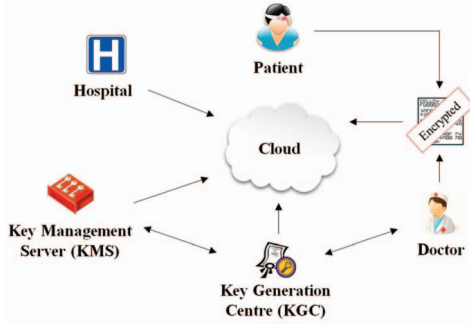 H
Hospital
Patient
Encrypted
Cloud
Key Management
Server (KMS)
Key Generation
Centre (KGC)
Doctor